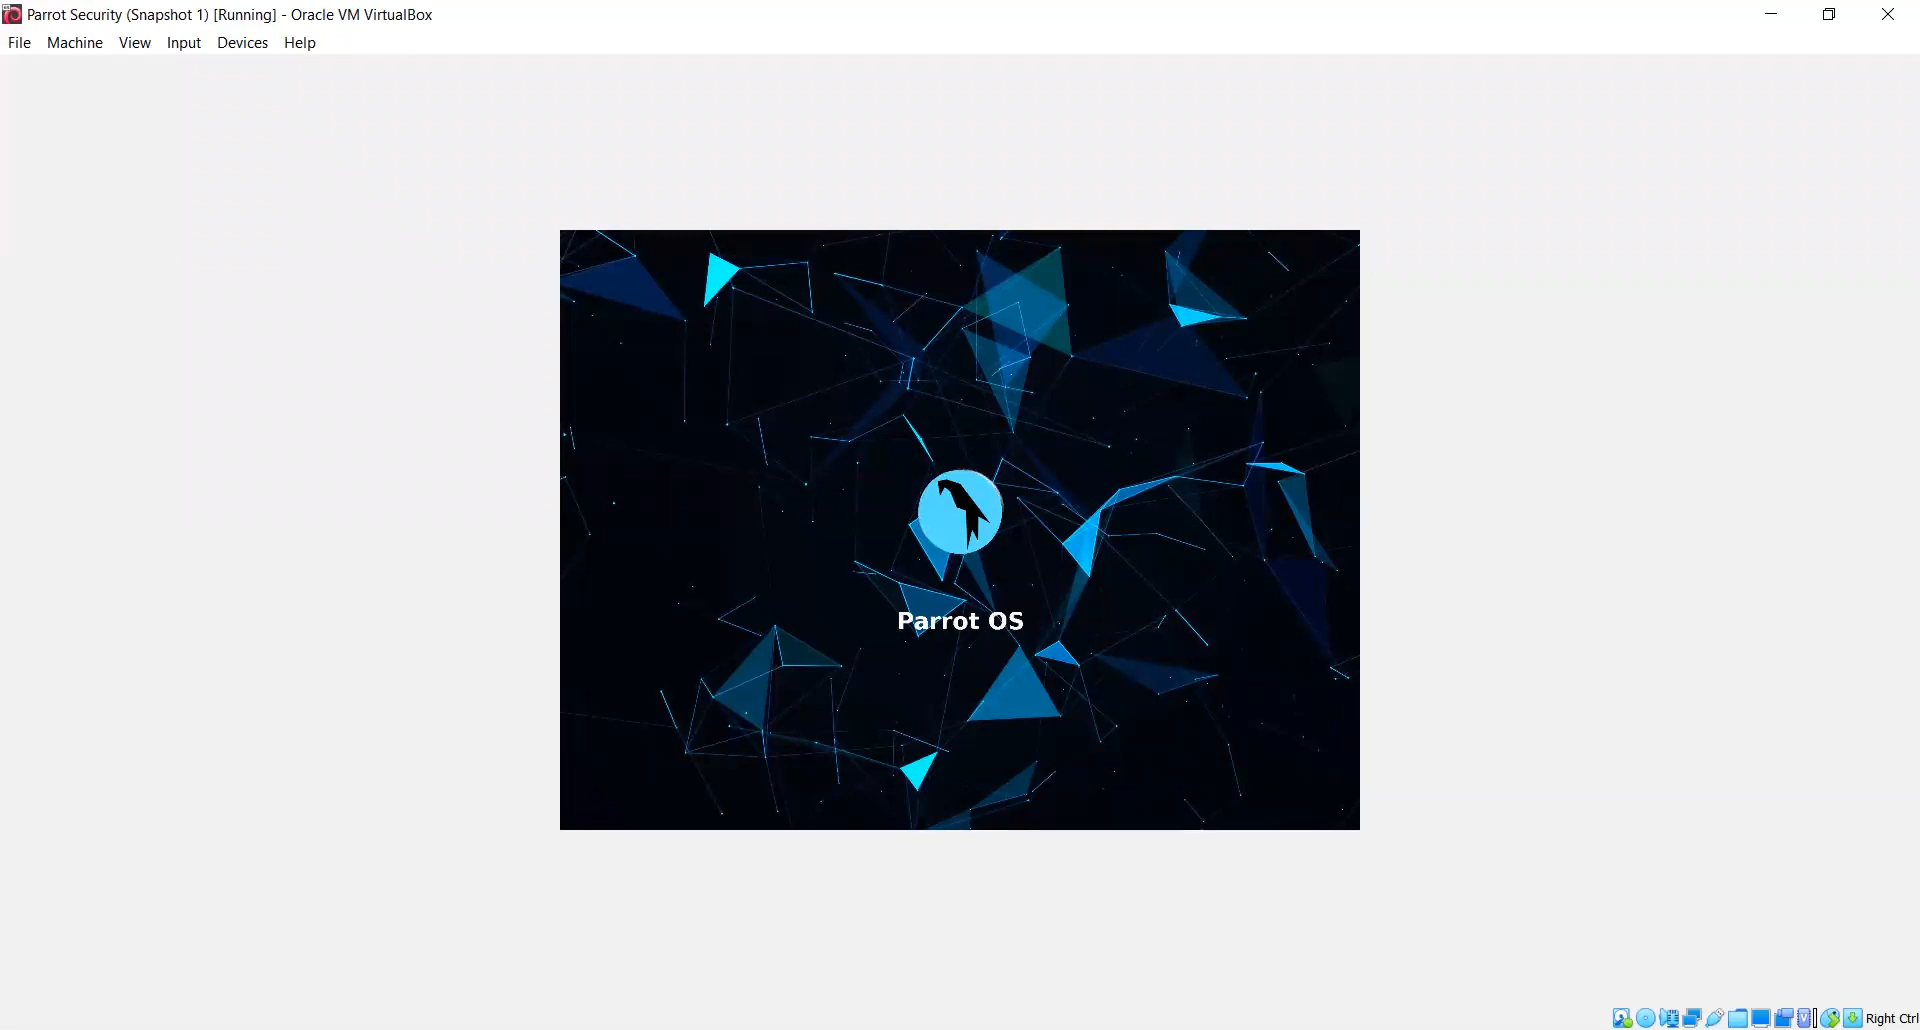 Parrot Security (Snapshot 1) [Running] - Oracle VM VirtualBox
File Machine View Input Devices Help
Parrot OS
Right Ctrl